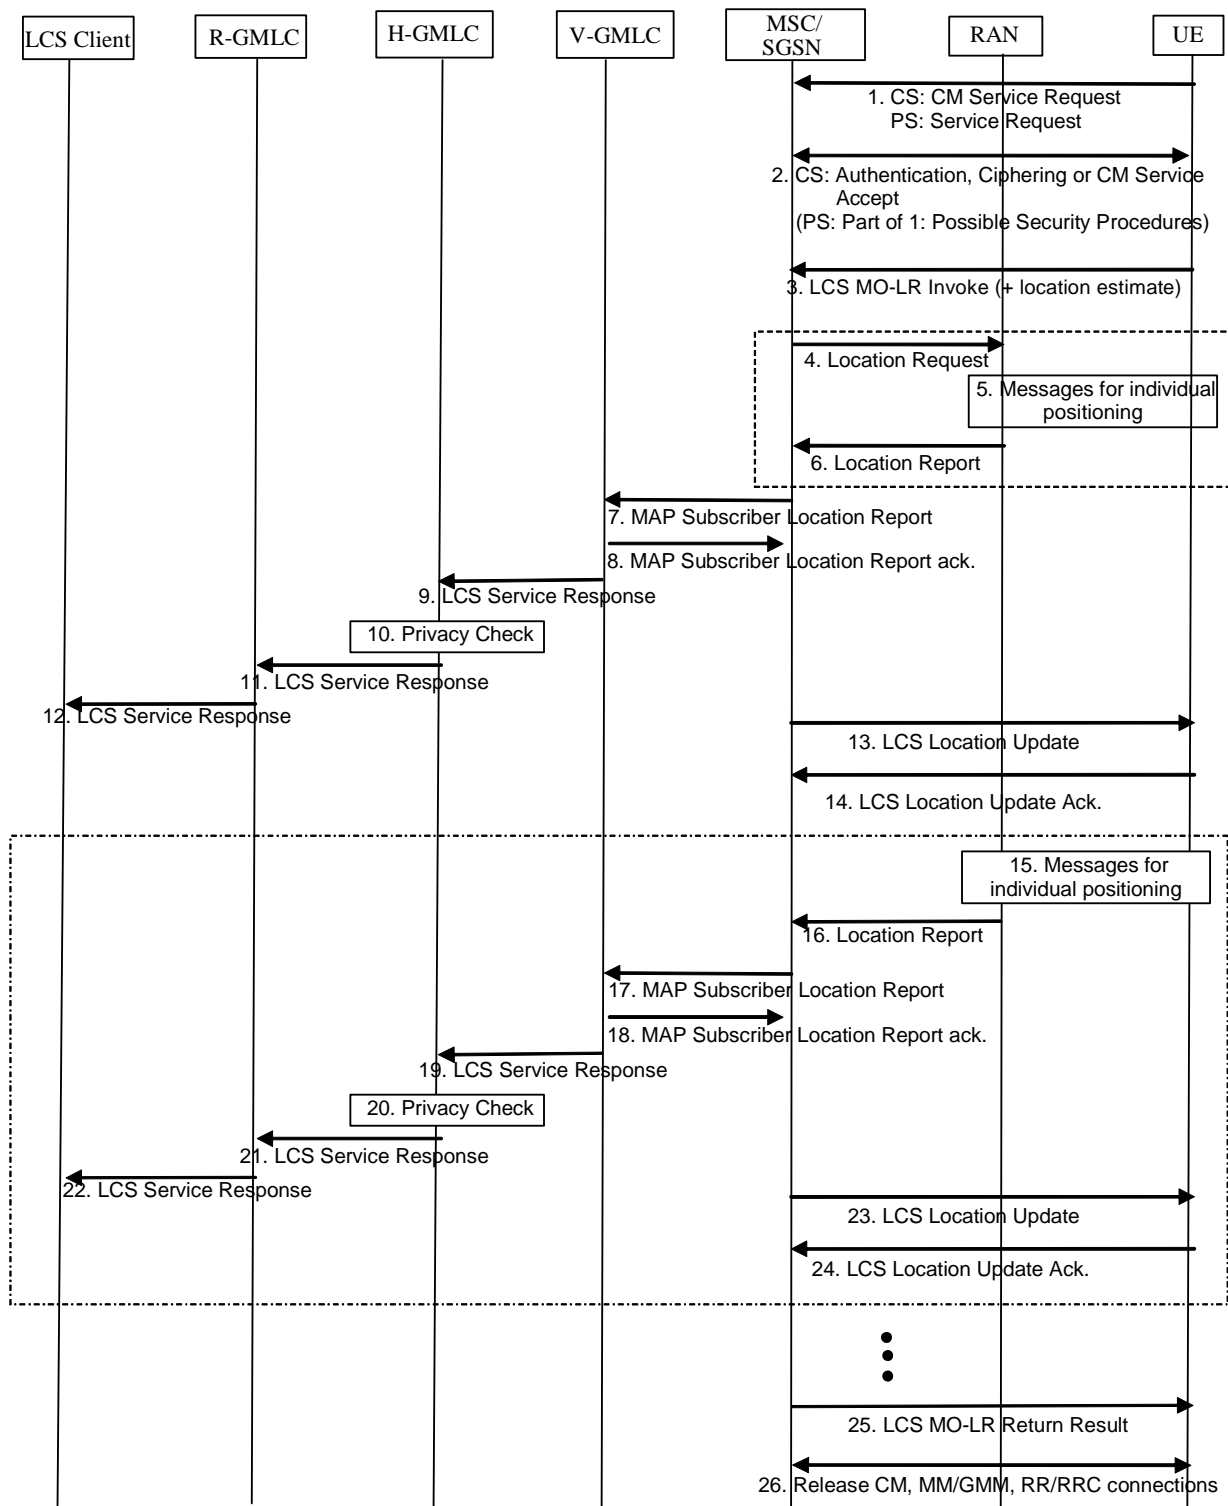 LCS Client
R-GMLC
H-GMLC
V-GMLC
MSC/
SGSN
RAN
UE
1. CS: CM Service Request
PS: Service Request
2. CS: Authentication, Ciphering or CM Service
Accept
(PS: Part of 1: Possible Security Procedures)
3. LCS MO-LR Invoke (+ location estimate)
4. Location Request
5. Messages for individual
positioning
6. Location Report
7. MAP Subscriber Location Report
8. MAP Subscriber Location Report ack.
9. LCS Service Response
10. Privacy Check
11. LCS Service Response
12. LCS Service Response
13. LCS Location Update
14. LCS Location Update Ack.
15. Messages for
individual positioning
16. Location Report
17. MAP Subscriber Location Report
18. MAP Subscriber Location Report ack.
19. LCS Service Response
20. Privacy Check
21. LCS Service Response
22. LCS Service Response
23. LCS Location Update
24. LCS Location Update Ack.
25. LCS MO-LR Return Result
26. Release CM, MM/GMM, RR/RRC connections